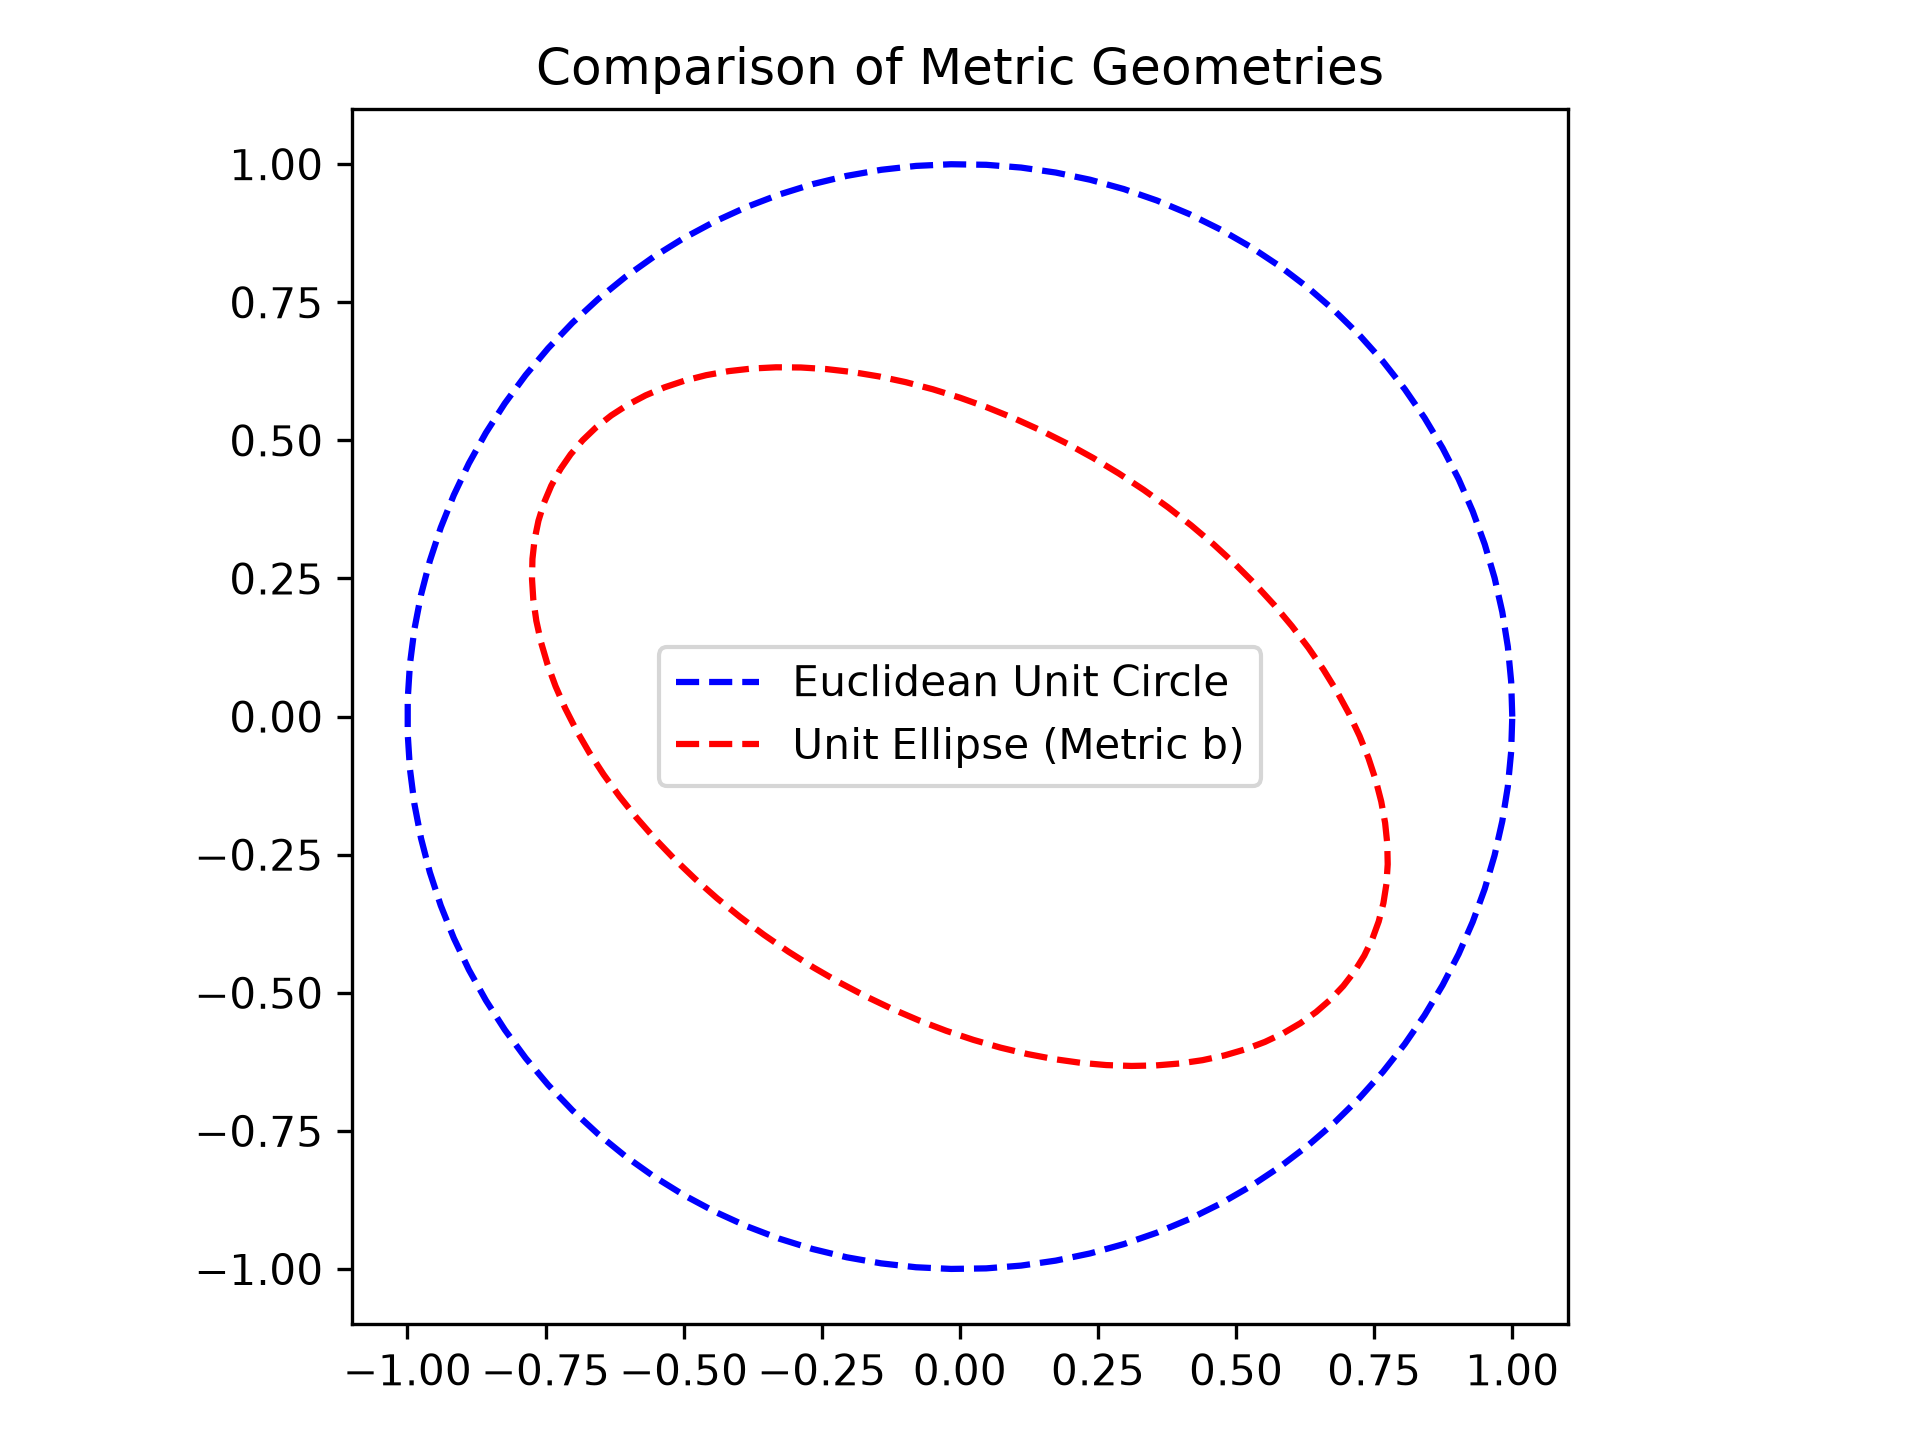 Comparison of Metric Geometries
1.00
0.75
0.50
0.25
0.00
−0.25
−0.50
−0.75
−1.00
Euclidean Unit Circle
Unit Ellipse (Metric b)
−1.00 −0.75 −0.50 −0.25 0.00 0.25 0.50 0.75 1.00